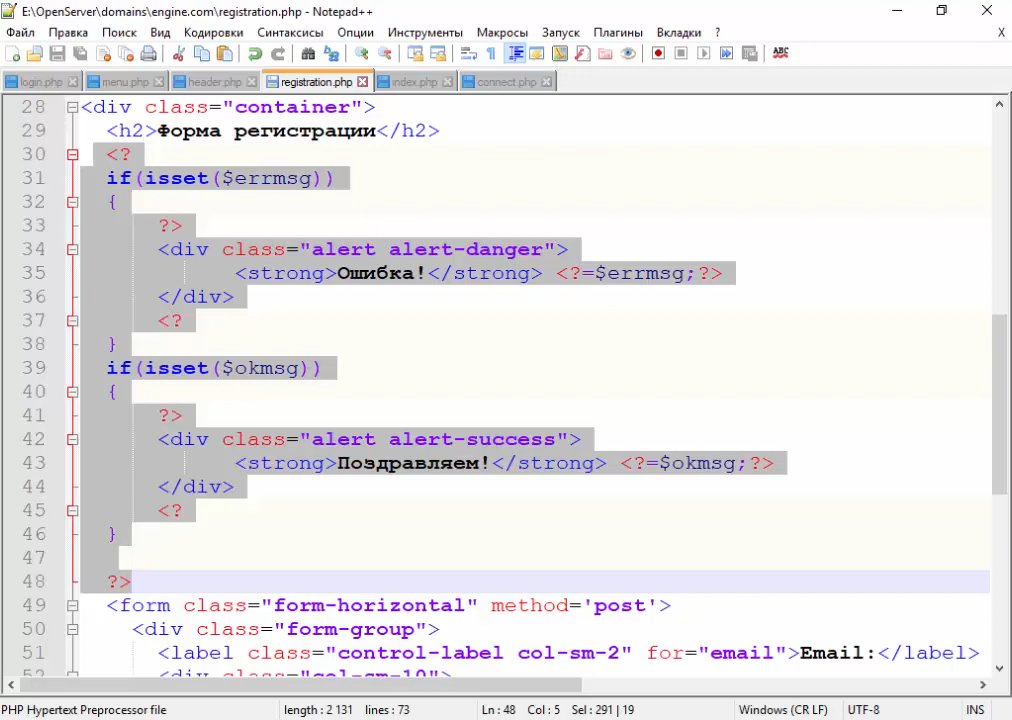 E:\OpenServer\domains\engine.com\registration.php - Notepad++
Файл Правка Поиск Вид Кодировки Синтаксисы Опции Инструменты Макросы Запуск Плагины Вкладки ? X
ABC
login.php menu.php header.php registration.php index.php connect.php
28 <div class="container">
29 <h2>Форма регистрации</h2>
30 <?
31 if(isset($errmsg))
32 {
33 ?>
34 <div class="alert alert-danger">
35 <strong>Ошибка!</strong> <?=$errmsg;?>
36 </div>
37 <?
38 }
39 if(isset($okmsg))
40 {
41 ?>
42 <div class="alert alert-success">
43 <strong>Поздравляем!</strong> <?=$okmsg;?>
44 </div>
45 <?
46 }
47
48 ?>
49 <form class="form-horizontal" method='post'>
50 <div class="form-group">
51 <label class="control-label col-sm-2" for="email">Email:</label>
52 <div class="col-sm-10">
PHP Hypertext Preprocessor file length : 2 131 lines : 73 Ln : 48 Col : 5 Sel : 291 | 19 Windows (CR LF) UTF-8 INS